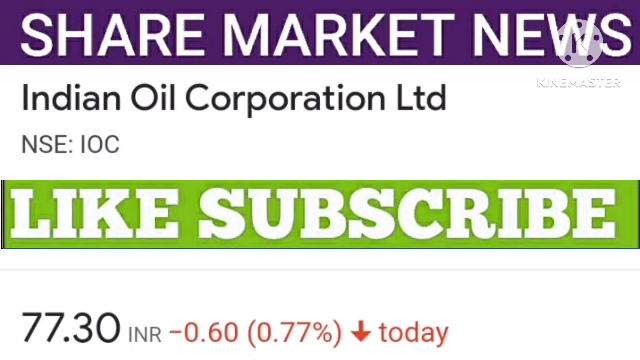 SHARE MARKET NEWS
KINEMASTER
Indian Oil Corporation Ltd
NSE: IOC
LIKE SUBSCRIBE
77.30 INR −0.60 (0.77%) ↓ today